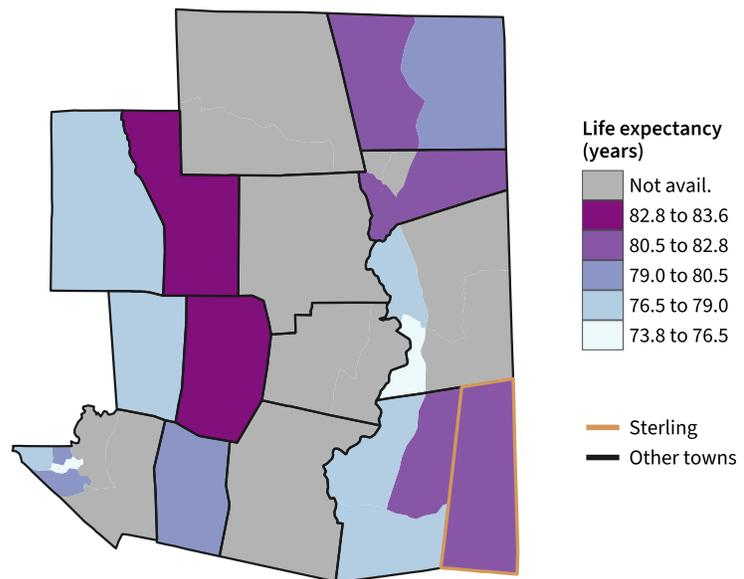 Life expectancy
(years)
Not avail.
82.8 to 83.6
80.5 to 82.8
79.0 to 80.5
76.5 to 79.0
73.8 to 76.5
Sterling
Other towns